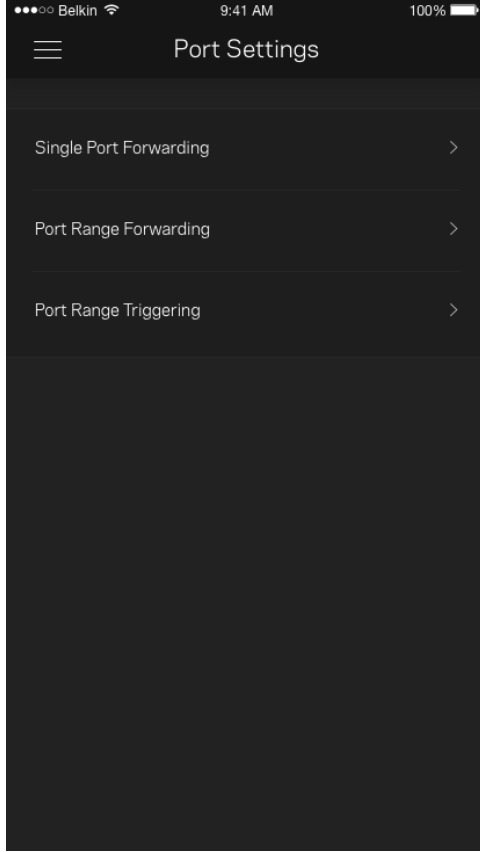 ●●●○○ Belkin 9:41 AM 100%
Port Settings
Single Port Forwarding
Port Range Forwarding
Port Range Triggering